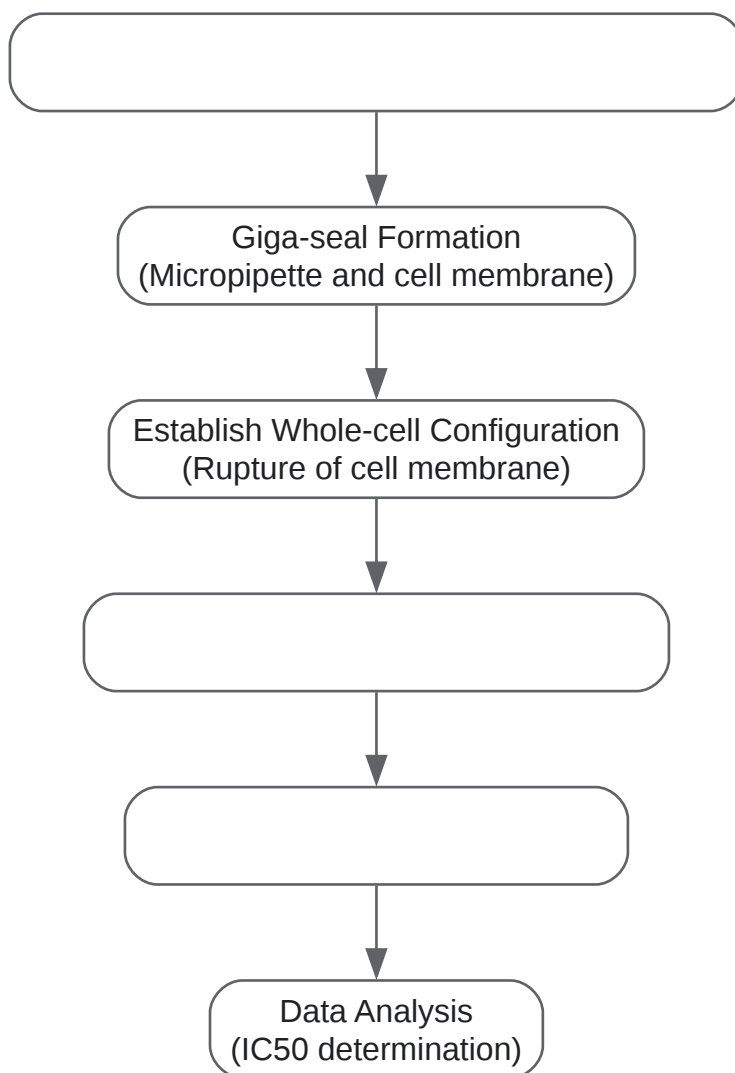 Giga-seal Formation
(Micropipette and cell membrane)
Establish Whole-cell Configuration
(Rupture of cell membrane)
Data Analysis
(IC50 determination)